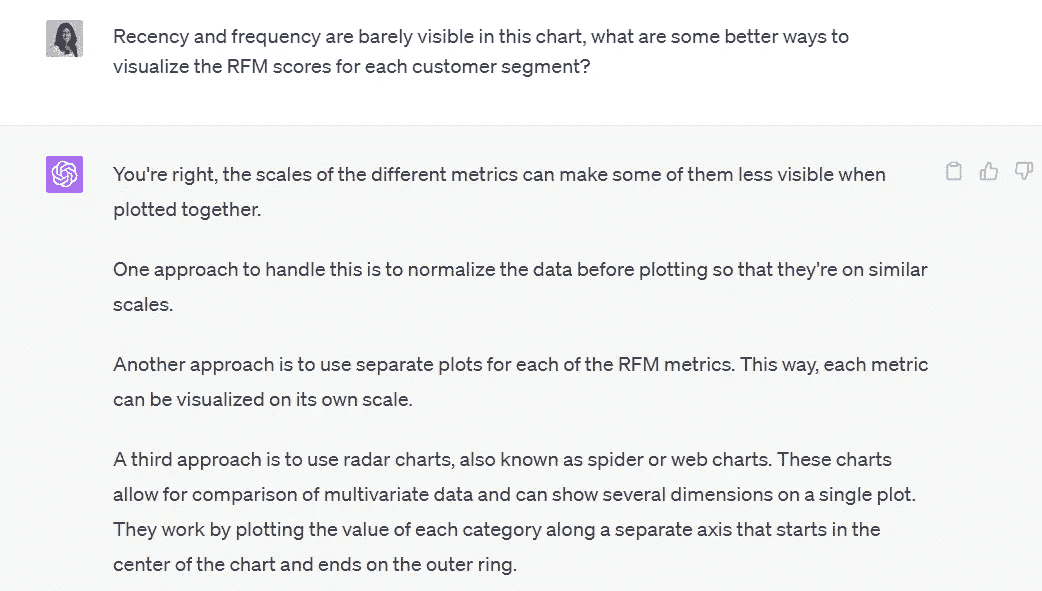 Recency and frequency are barely visible in this chart, what are some better ways to
visualize the RFM scores for each customer segment?
You're right, the scales of the different metrics can make some of them less visible when
plotted together.
One approach to handle this is to normalize the data before plotting so that they're on similar
scales.
Another approach is to use separate plots for each of the RFM metrics. This way, each metric
can be visualized on its own scale.
A third approach is to use radar charts, also known as spider or web charts. These charts
allow for comparison of multivariate data and can show several dimensions on a single plot.
They work by plotting the value of each category along a separate axis that starts in the
center of the chart and ends on the outer ring.